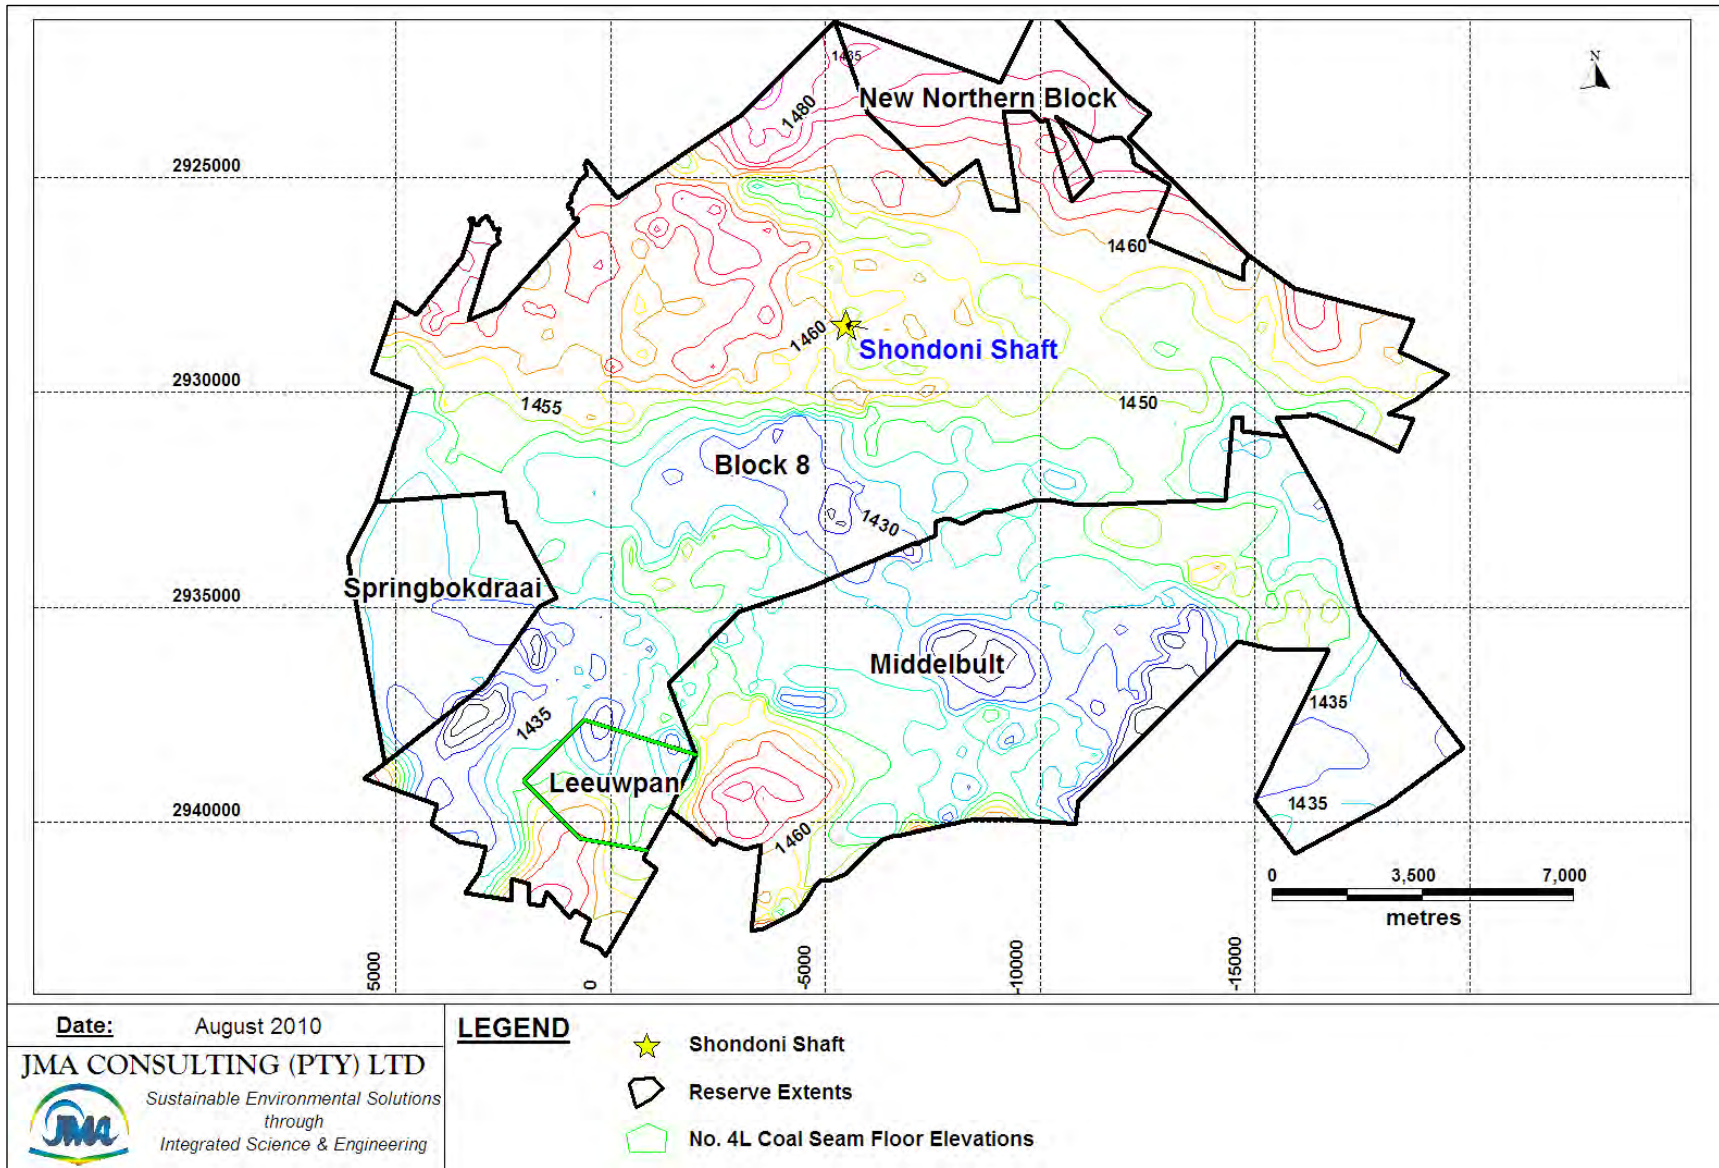 N
1465
New Northern Block
1480
2925000
1460
1460
Shondoni Shaft
2930000
1455
1450
Block 8
1430
Springbokdraai
2935000
Middelbult
1435
1435
Leeuwpan
1435
2940000
1460
0 3,500 7,000
metres
5000 0 -5000 -10000 -15000
Date: August 2010
JMA CONSULTING (PTY) LTD
Sustainable Environmental Solutions
through
Integrated Science & Engineering
JMA
LEGEND
Shondoni Shaft
Reserve Extents
No. 4L Coal Seam Floor Elevations